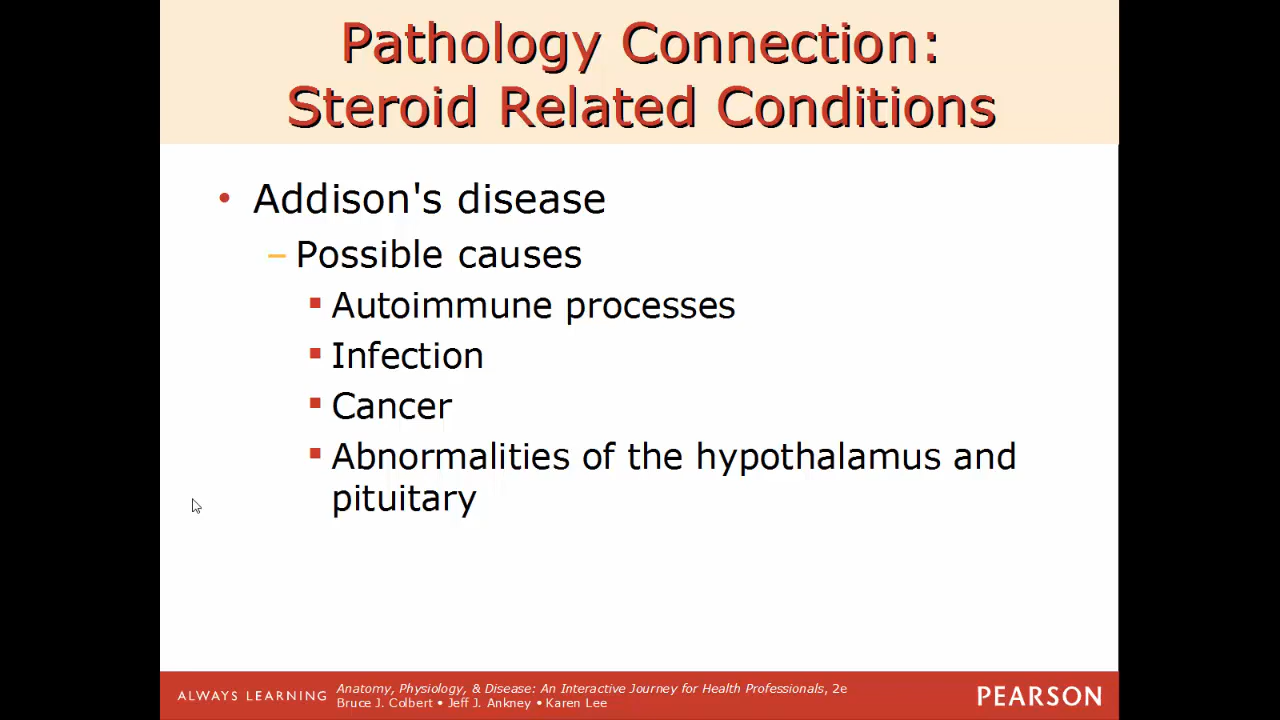 Pathology Connection:
Steroid Related Conditions
• Addison's disease
– Possible causes
▪ Autoimmune processes
▪ Infection
▪ Cancer
▪ Abnormalities of the hypothalamus and
pituitary
ALWAYS LEARNING
Anatomy, Physiology, & Disease: An Interactive Journey for Health Professionals, 2e
Bruce J. Colbert • Jeff J. Ankney • Karen Lee
PEARSON